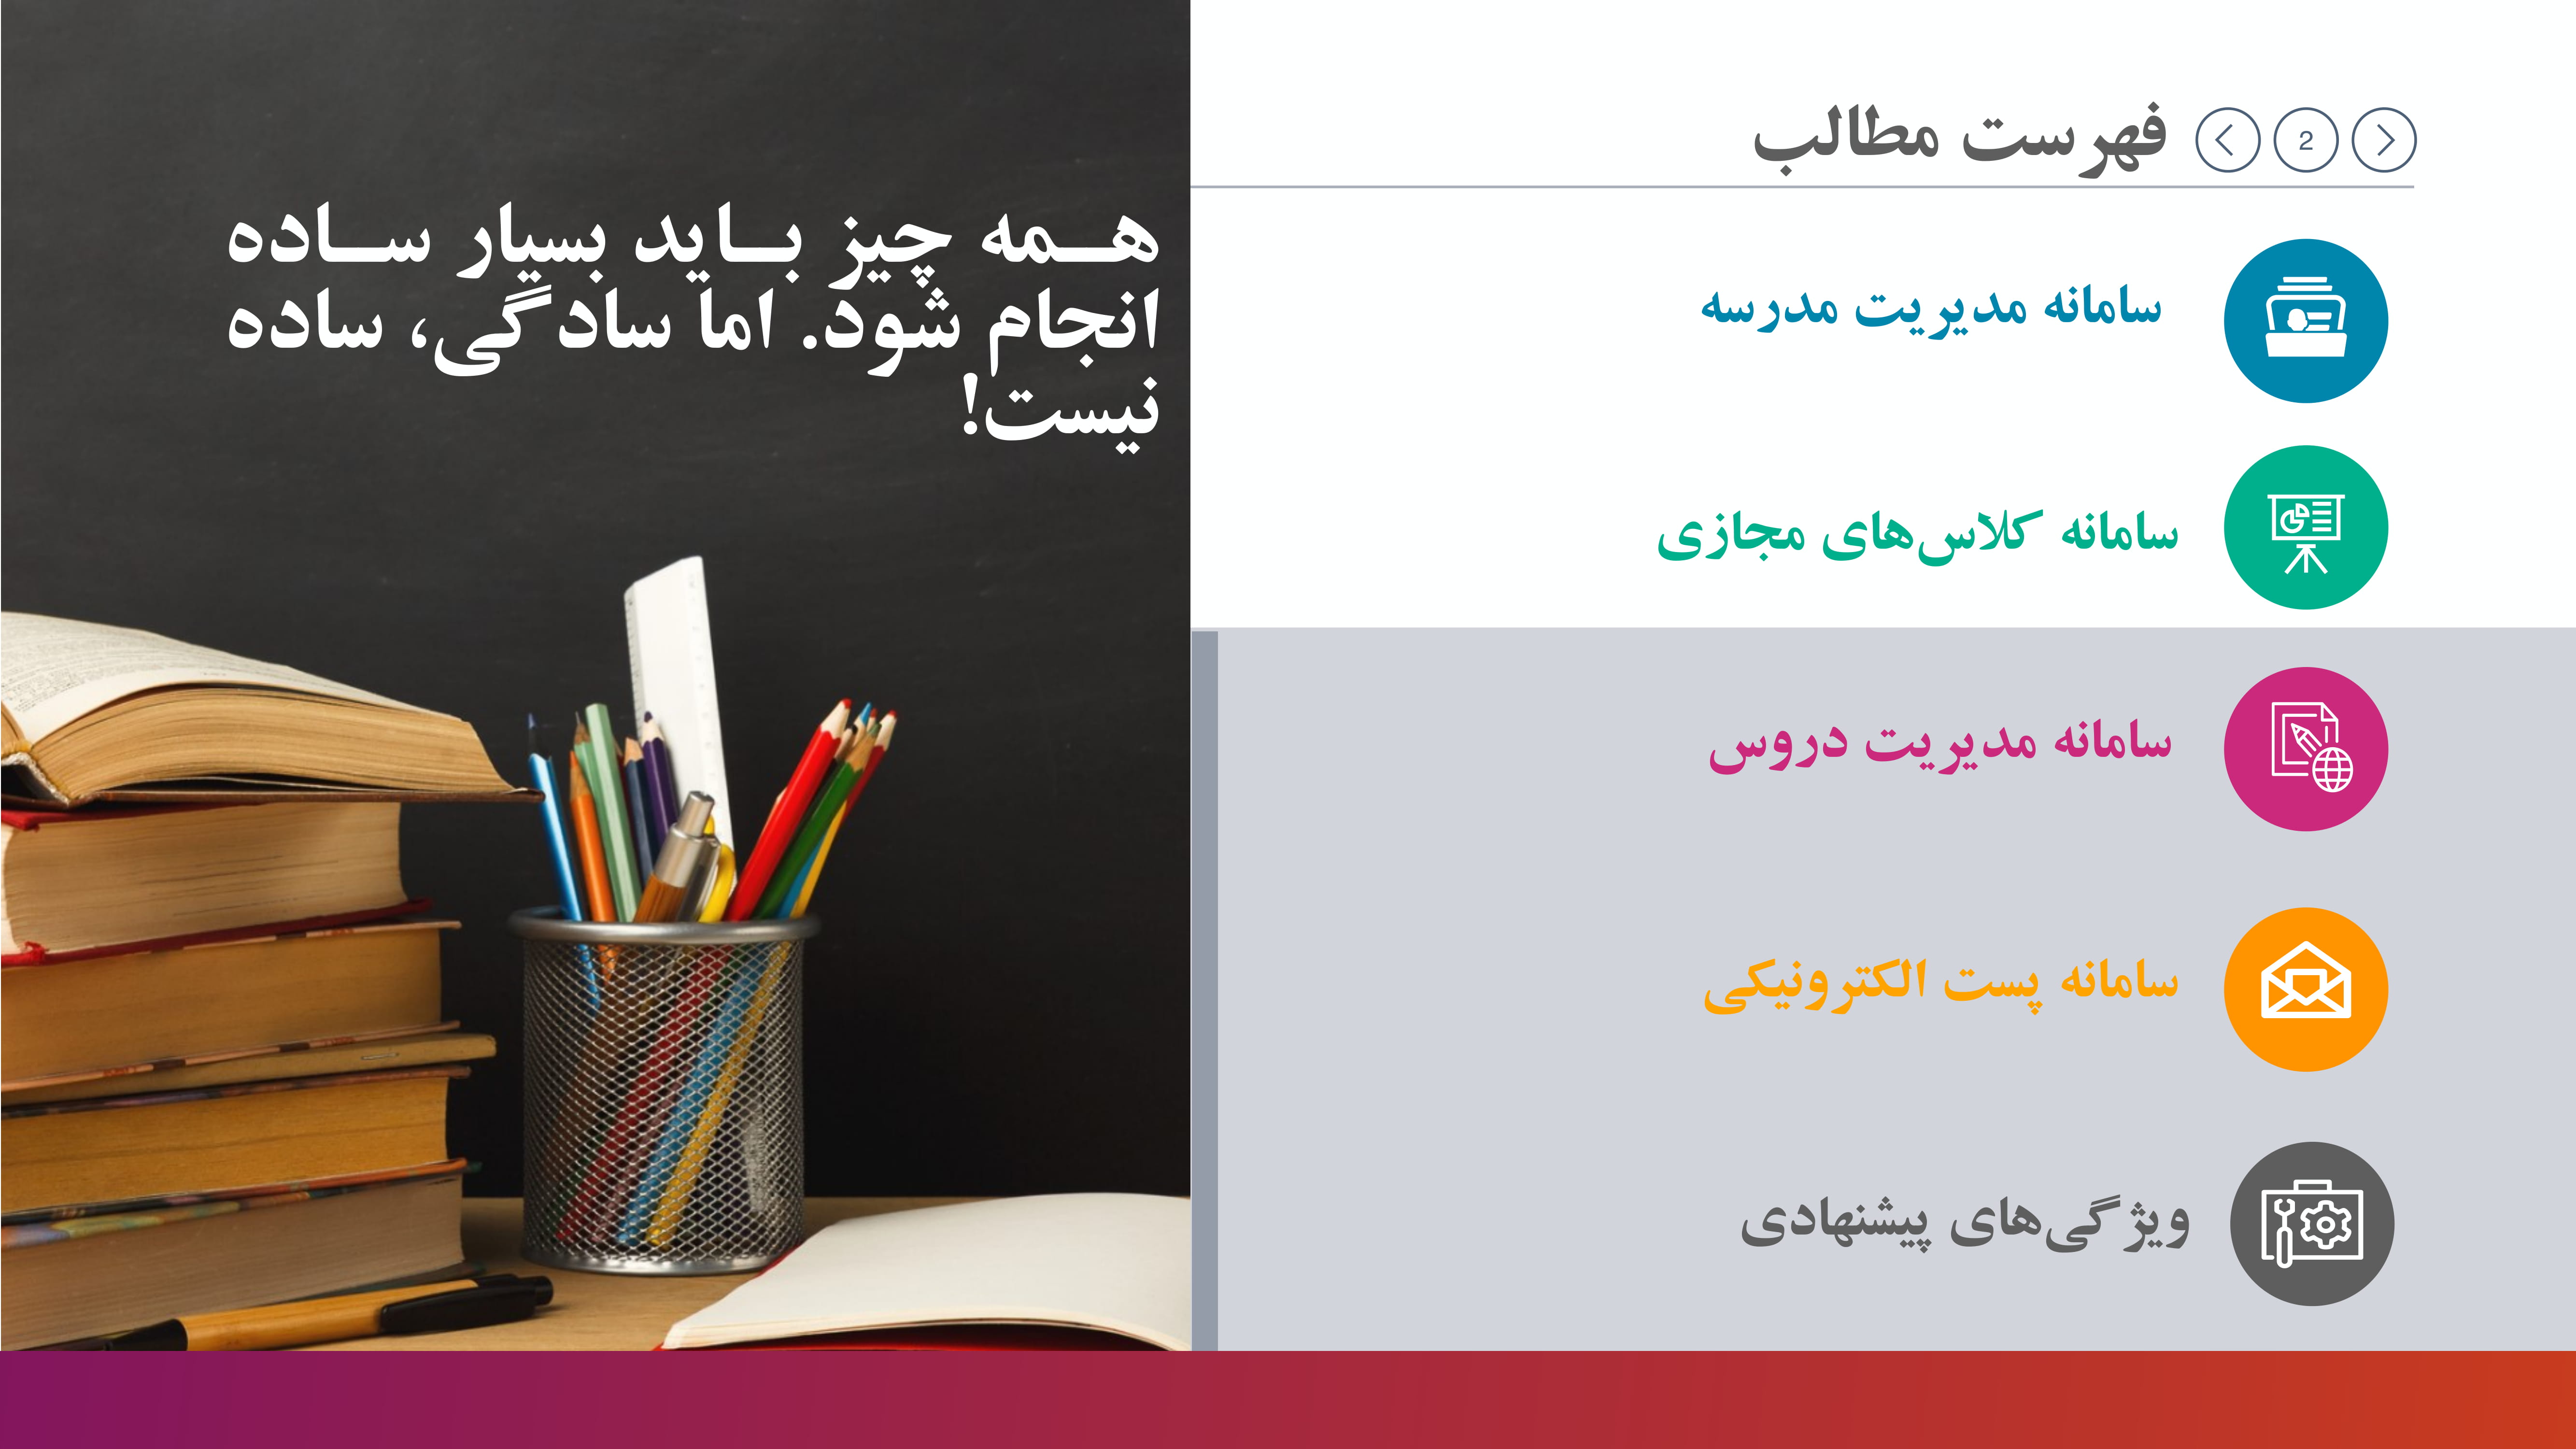 فهرست مطالب
2
سامانه مدیریت مدرسه
سامانه کلاس‌های مجازی
سامانه مدیریت دروس
سامانه پست الکترونیکی
ویژگی‌های پیشنهادی
همه چیز باید بسیار ساده
انجام شود. اما سادگی، ساده
نیست!